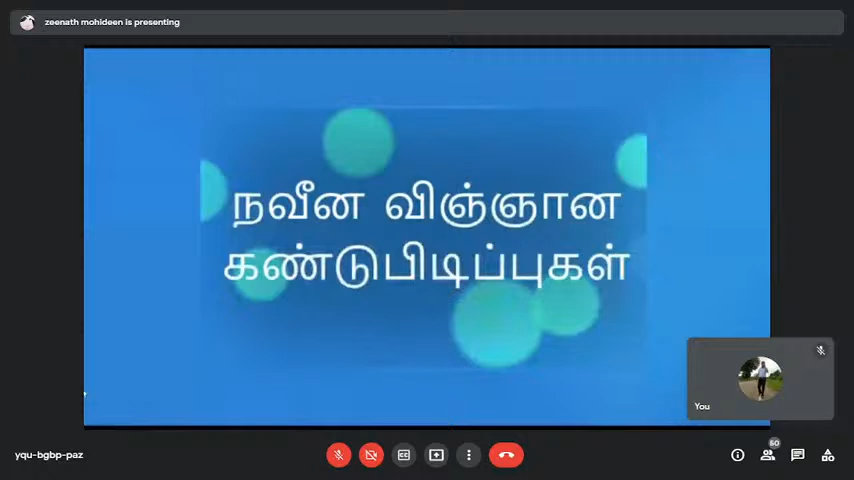 zeenath mohideen is presenting
நவீன விஞ்ஞான
கண்டுபிடிப்புகள்
You
yqu-bgbp-paz
60